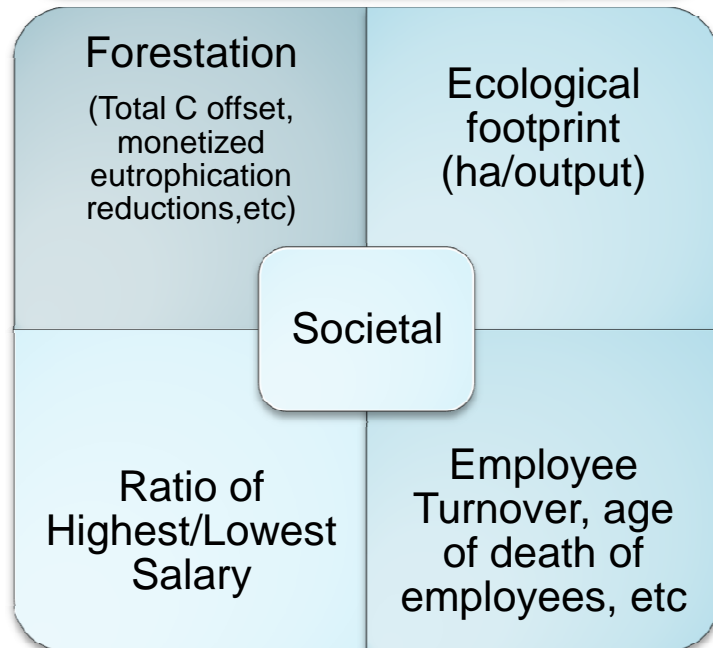 Forestation
(Total C offset,
monetized
eutrophication
reductions,etc)
Ecological
footprint
(ha/output)
Societal
Ratio of
Highest/Lowest
Salary
Employee
Turnover, age
of death of
employees, etc